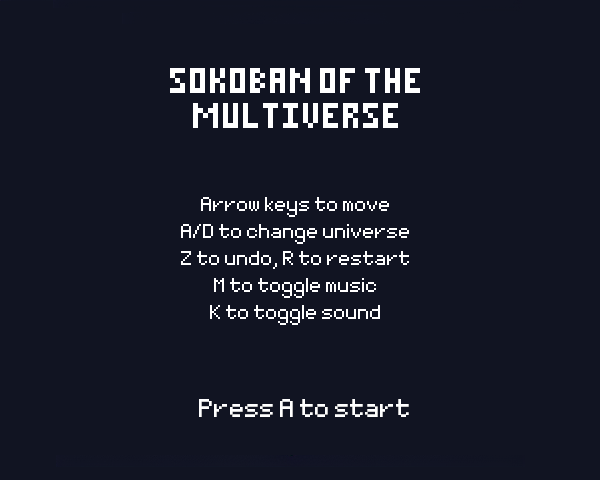 SOKOBAN OF THE
MULTIVERSE
Arrow keys to move
A/D to change universe
Z to undo, R to restart
M to toggle music
K to toggle sound
Press A to start